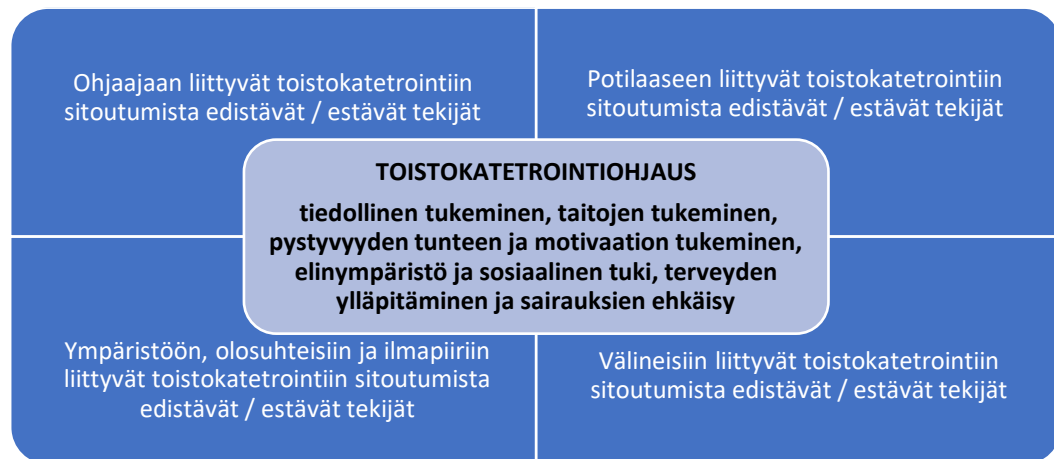 Ohjaajaan liittyvät toistokatetrointiin
sitoutumista edistävät / estävät tekijät
Potilaaseen liittyvät toistokatetrointiin
sitoutumista edistävät / estävät tekijät
TOISTOKATETROINTIOHJAUS
tiedollinen tukeminen, taitojen tukeminen,
pystyvyyden tunteen ja motivaation tukeminen,
elinympäristö ja sosiaalinen tuki, terveyden
ylläpitäminen ja sairauksien ehkäisy
Ympäristöön, olosuhteisiin ja ilmapiiriin
liittyvät toistokatetrointiin sitoutumista
edistävät / estävät tekijät
Välineisiin liittyvät toistokatetrointiin
sitoutumista edistävät / estävät tekijät